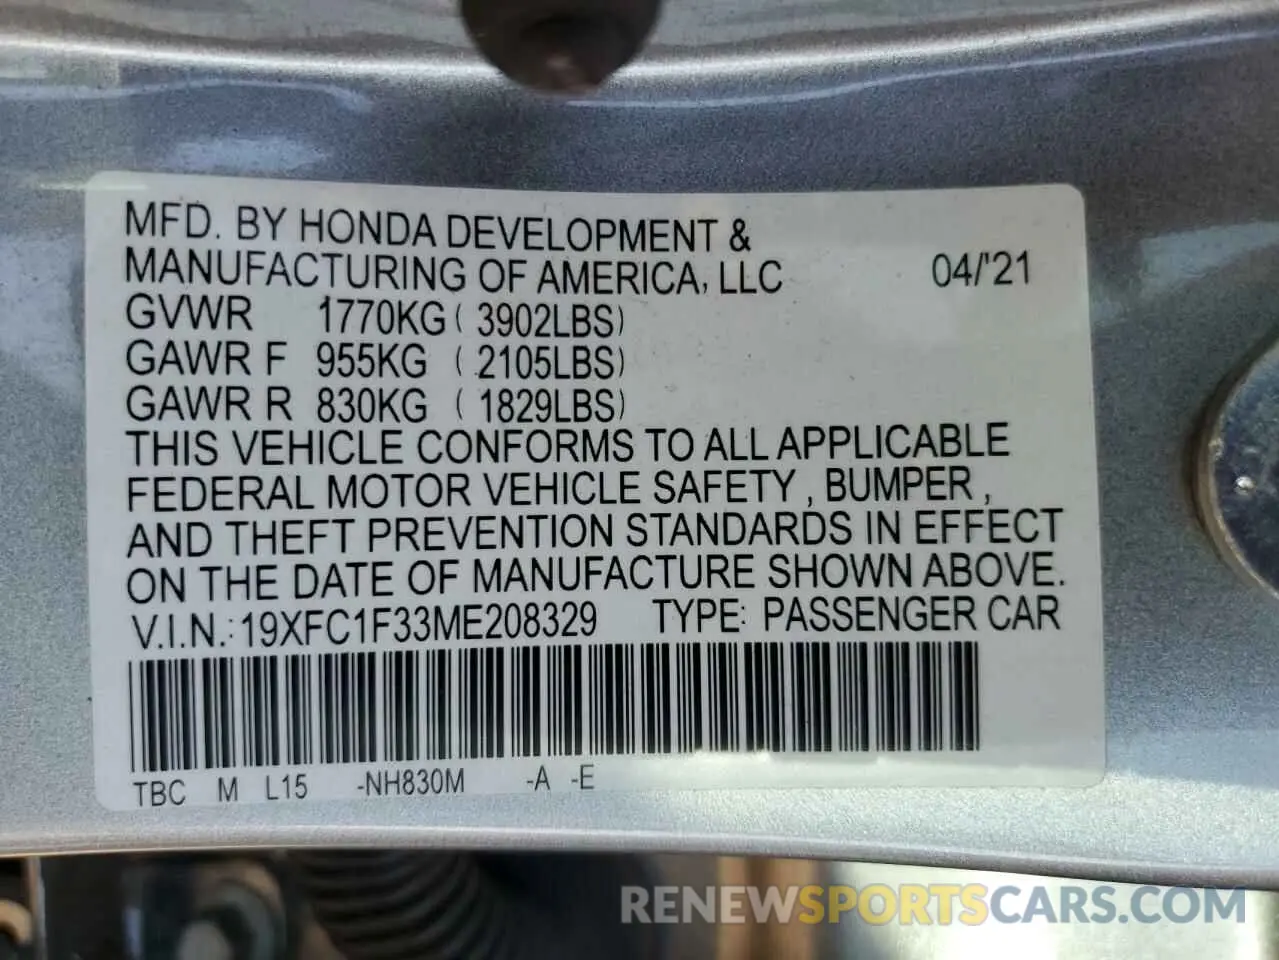 MFD. BY HONDA DEVELOPMENT &
MANUFACTURING OF AMERICA, LLC 04/'21
GVWR 1770KG ( 3902LBS)
GAWR F 955KG ( 2105LBS)
GAWR R 830KG ( 1829LBS)
THIS VEHICLE CONFORMS TO ALL APPLICABLE
FEDERAL MOTOR VEHICLE SAFETY , BUMPER ,
AND THEFT PREVENTION STANDARDS IN EFFECT
ON THE DATE OF MANUFACTURE SHOWN ABOVE.
V.I.N.: 19XFC1F33ME208329 TYPE: PASSENGER CAR
TBC M L15 -NH830M -A -E
RENEWSPORTSCARS.COM